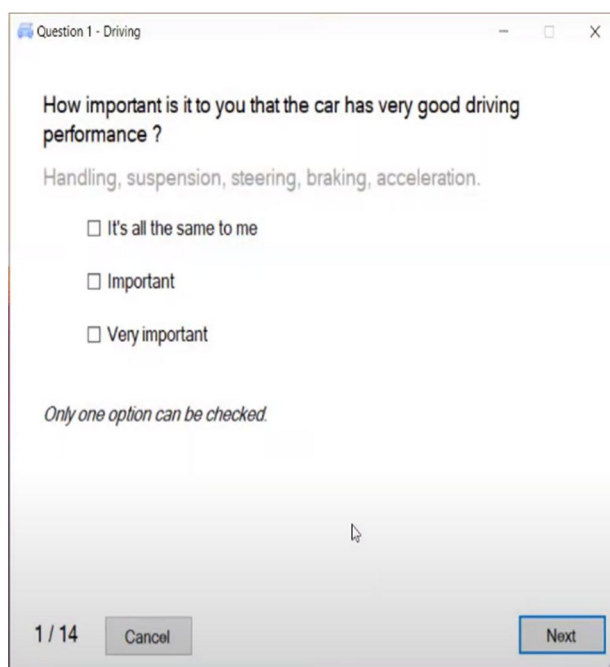 Question 1 - Driving
How important is it to you that the car has very good driving
performance ?
Handling, suspension, steering, braking, acceleration.
It's all the same to me
Important
Very important
Only one option can be checked.
1 / 14
Cancel
Next